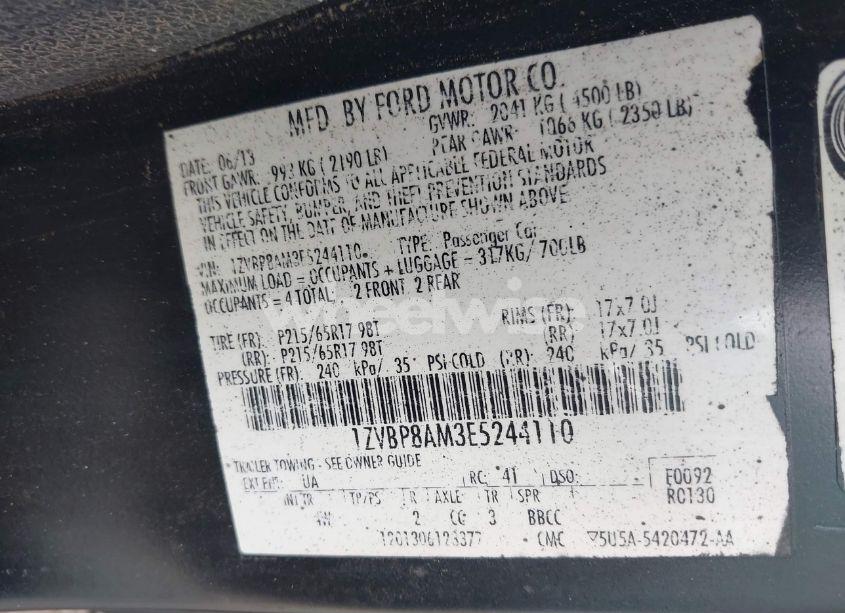 MFD. BY FORD MOTOR CO.
DATE: 06/13 GVWR: 2041 KG ( 4500 LB)
FRONT GAWR: 993 KG ( 2190 LB) REAR GAWR: 1066 KG ( 2350 LB)
THIS VEHICLE CONFORMS TO ALL APPLICABLE FEDERAL MOTOR
VEHICLE SAFETY, BUMPER, AND THEFT PREVENTION STANDARDS
IN EFFECT ON THE DATE OF MANUFACTURE SHOWN ABOVE
VIN: 1ZVBP8AM3E5244110 TYPE: Passenger Car
MAXIMUM LOAD = OCCUPANTS + LUGGAGE = 317KG/ 700LB
OCCUPANTS = 4 TOTAL: 2 FRONT 2 REAR
wheelwise
TIRE (FR): P215/65R17 98T RIMS (FR): 17x7.0J
(RR): P215/65R17 98T (RR) 17x7.0J
PRESSURE (FR): 240 kPa/ 35 PSI COLD (RR): 240 kPa/ 35 PSI COLD
1ZVBP8AM3E5244110
TRAILER TOWING - SEE OWNER GUIDE
EXT PNT: UA RC: 41 DSO: F0092
INT TR TP/PS R AXLE TR SPR RC130
2 CG 3 BBCC
CMC 5U5A-5420472-AA